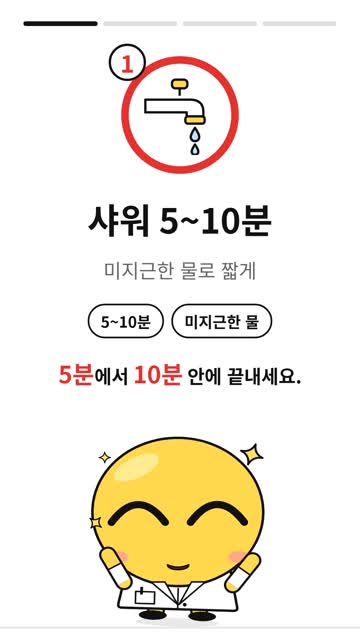 1
샤워 5~10분
미지근한 물로 짧게
5~10분 미지근한 물
5분에서 10분 안에 끝내세요.